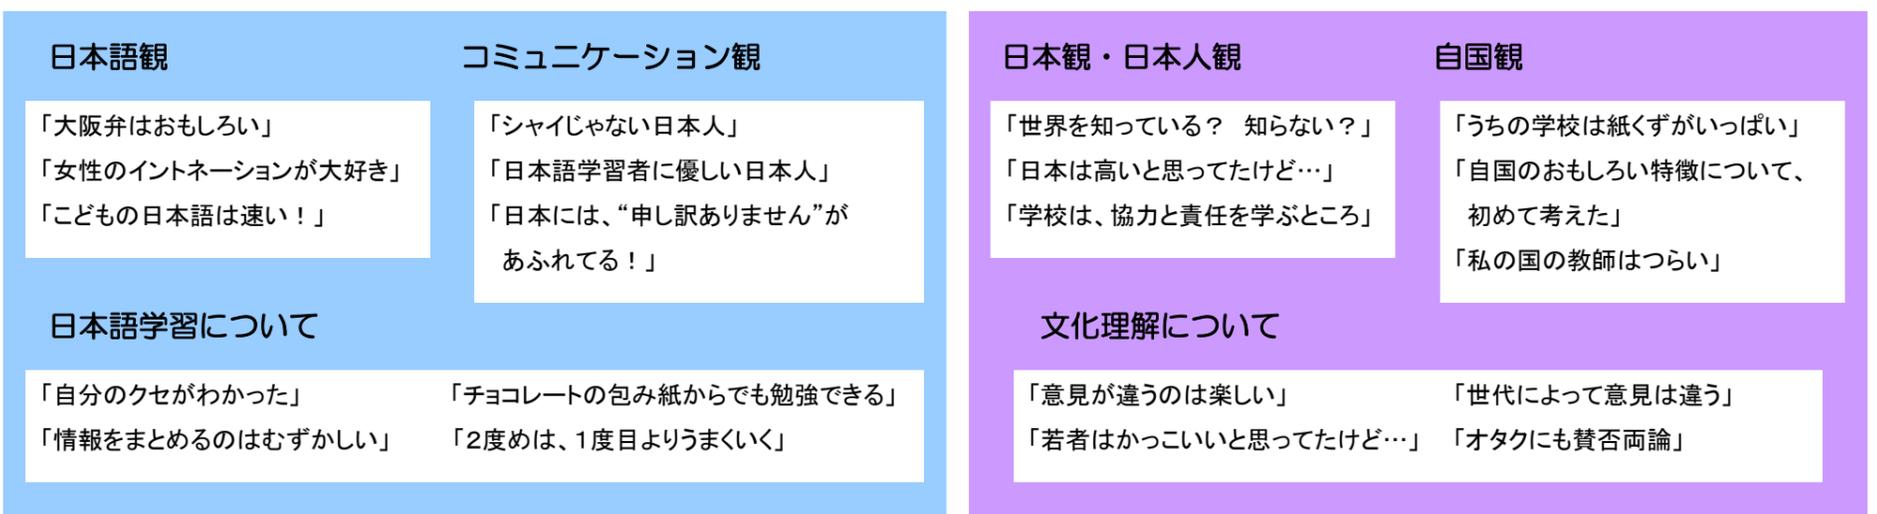 日本語観
「大阪弁はおもしろい」
「女性のイントネーションが大好き」
「こどもの日本語は速い！」
コミュニケーション観
「シャイじゃない日本人」
「日本語学習者に優しい日本人」
「日本には、“申し訳ありません”が
あふれてる！」
日本語学習について
「自分のクセがわかった」
「チョコレートの包み紙からでも勉強できる」
「情報をまとめるのはむずかしい」
「２度めは、１度目よりうまくいく」
日本観・日本人観
「世界を知っている？　知らない？」
「日本は高いと思ってたけど…」
「学校は、協力と責任を学ぶところ」
自国観
「うちの学校は紙くずがいっぱい」
「自国のおもしろい特徴について、
初めて考えた」
「私の国の教師はつらい」
文化理解について
「意見が違うのは楽しい」
「世代によって意見は違う」
「若者はかっこいいと思ってたけど…」
「オタクにも賛否両論」